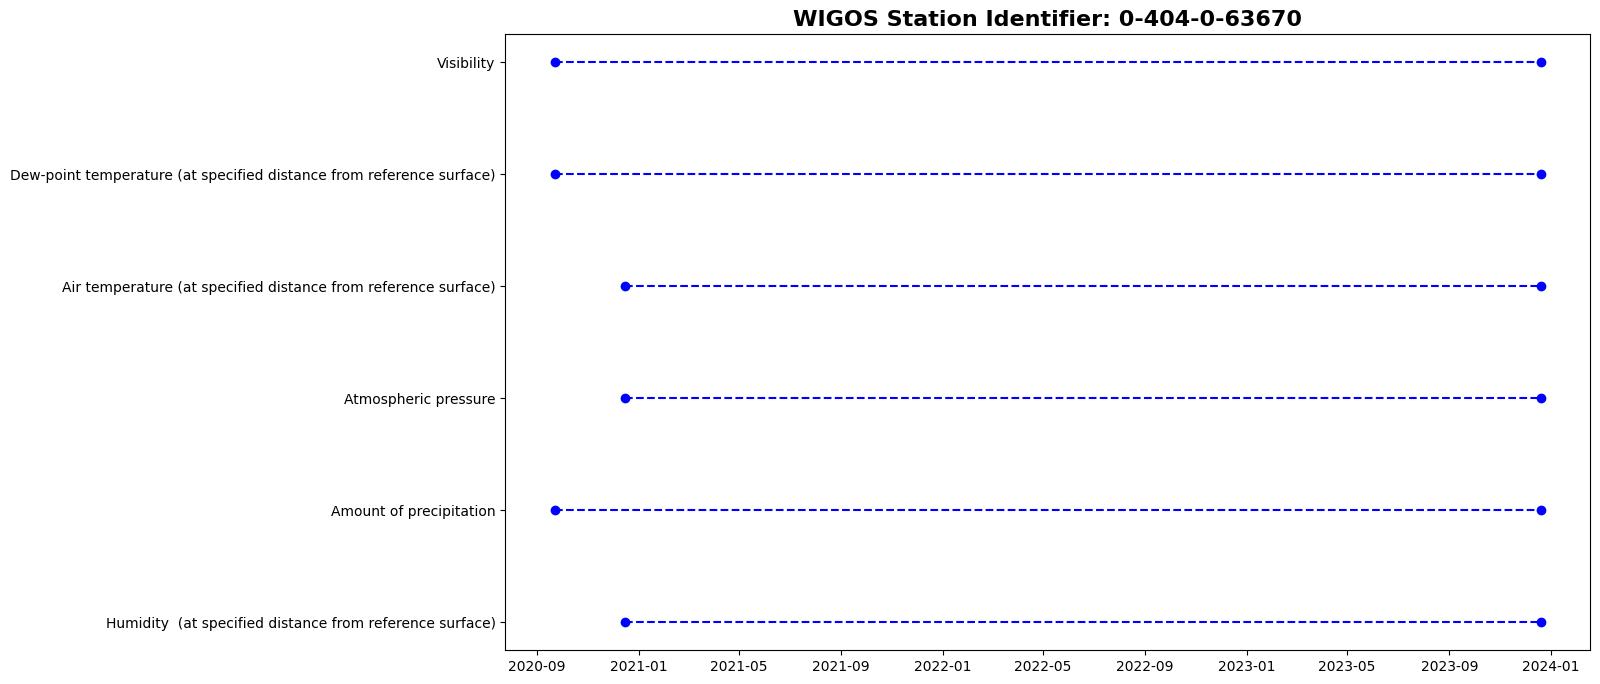 WIGOS Station Identifier: 0-404-0-63670
Visibility
Dew-point temperature (at specified distance from reference surface)
Air temperature (at specified distance from reference surface)
Atmospheric pressure
Amount of precipitation
Humidity  (at specified distance from reference surface)
2020-09 2021-01 2021-05 2021-09 2022-01 2022-05 2022-09 2023-01 2023-05 2023-09 2024-01